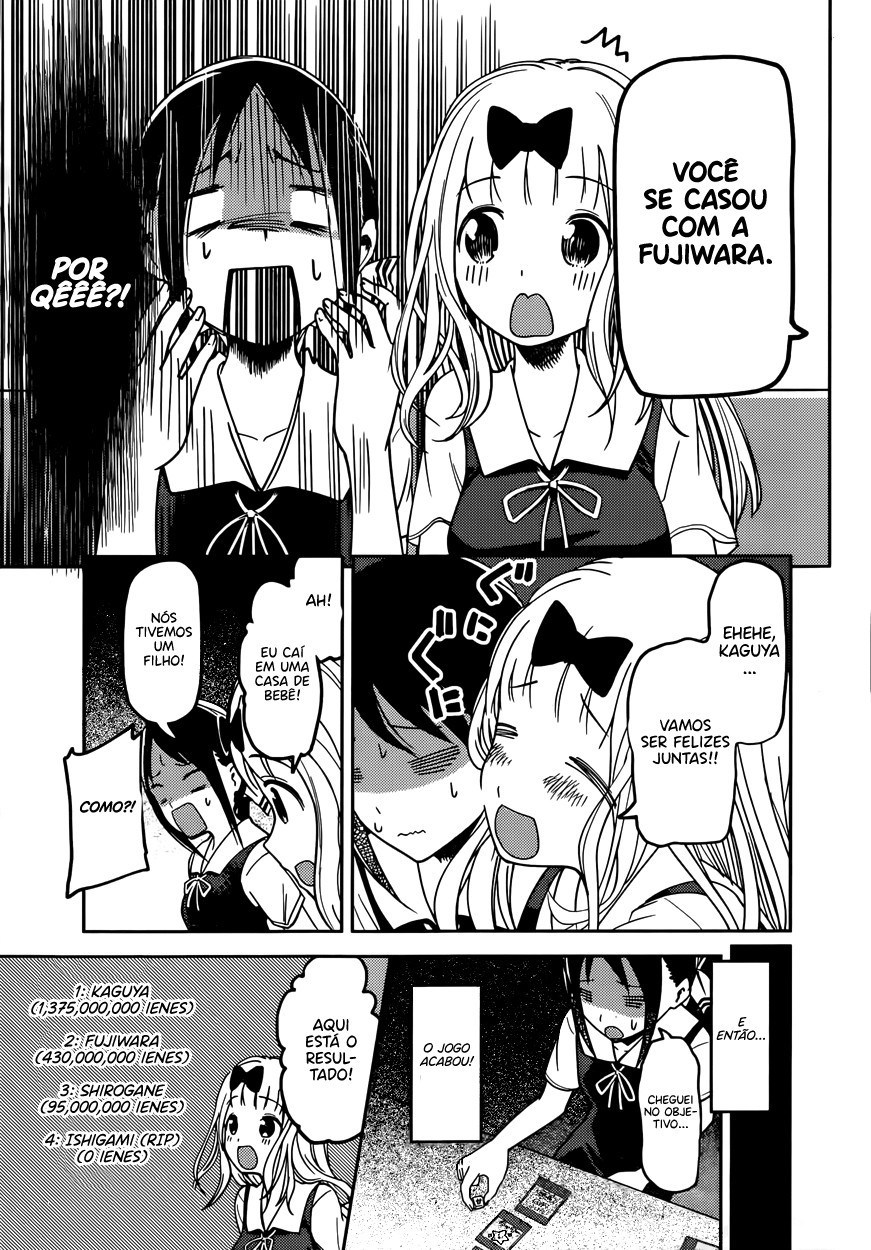 VOCÊ
SE CASOU
COM A
FUJIWARA.
POR
QÊÊÊ?!
EHEHE,
KAGUYA
...
VAMOS
SER FELIZES
JUNTAS!!
AH!
EU CAÍ
EM UMA
CASA DE
BEBÊ!
NÓS
TIVEMOS
UM
FILHO!
COMO?!
E
ENTÃO...
CHEGUEI
NO OBJE-
TIVO...
O JOGO
ACABOU!
AQUI
ESTÁ O
RESUL-
TADO!
1: KAGUYA
(1,375,000,000 IENES)
2: FUJIWARA
(430,000,000 IENES)
3: SHIROGANE
(95,000,000 IENES)
4: ISHIGAMI (RIP)
(0 IENES)